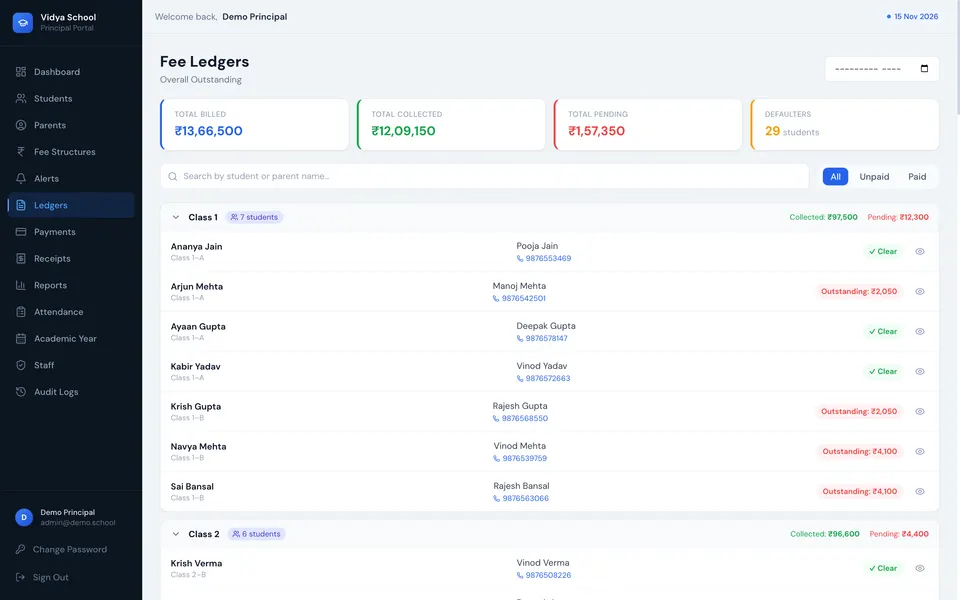 Vidya School
Principal Portal
Dashboard
Students
Parents
Fee Structures
Alerts
Ledgers
Payments
Receipts
Reports
Attendance
Academic Year
Staff
Audit Logs
D
Demo Principal
admin@demo.school
Change Password
Sign Out
Welcome back, Demo Principal
15 Nov 2026
Fee Ledgers
Overall Outstanding
--------- ----
TOTAL BILLED
₹13,66,500
TOTAL COLLECTED
₹12,09,150
TOTAL PENDING
₹1,57,350
DEFAULTERS
29 students
Search by student or parent name...
All Unpaid Paid
Class 1 7 students Collected: ₹97,500 Pending: ₹12,300
Ananya Jain
Class 1-A
Pooja Jain
9876553469
✓ Clear
Arjun Mehta
Class 1-A
Manoj Mehta
9876542501
Outstanding: ₹2,050
Ayaan Gupta
Class 1-A
Deepak Gupta
9876578147
✓ Clear
Kabir Yadav
Class 1-A
Vinod Yadav
9876572663
✓ Clear
Krish Gupta
Class 1-B
Rajesh Gupta
9876568550
Outstanding: ₹2,050
Navya Mehta
Class 1-B
Vinod Mehta
9876539759
Outstanding: ₹4,100
Sai Bansal
Class 1-B
Rajesh Bansal
9876563066
Outstanding: ₹4,100
Class 2 6 students Collected: ₹96,600 Pending: ₹4,400
Krish Verma
Class 2-B
Vinod Verma
9876508226
✓ Clear